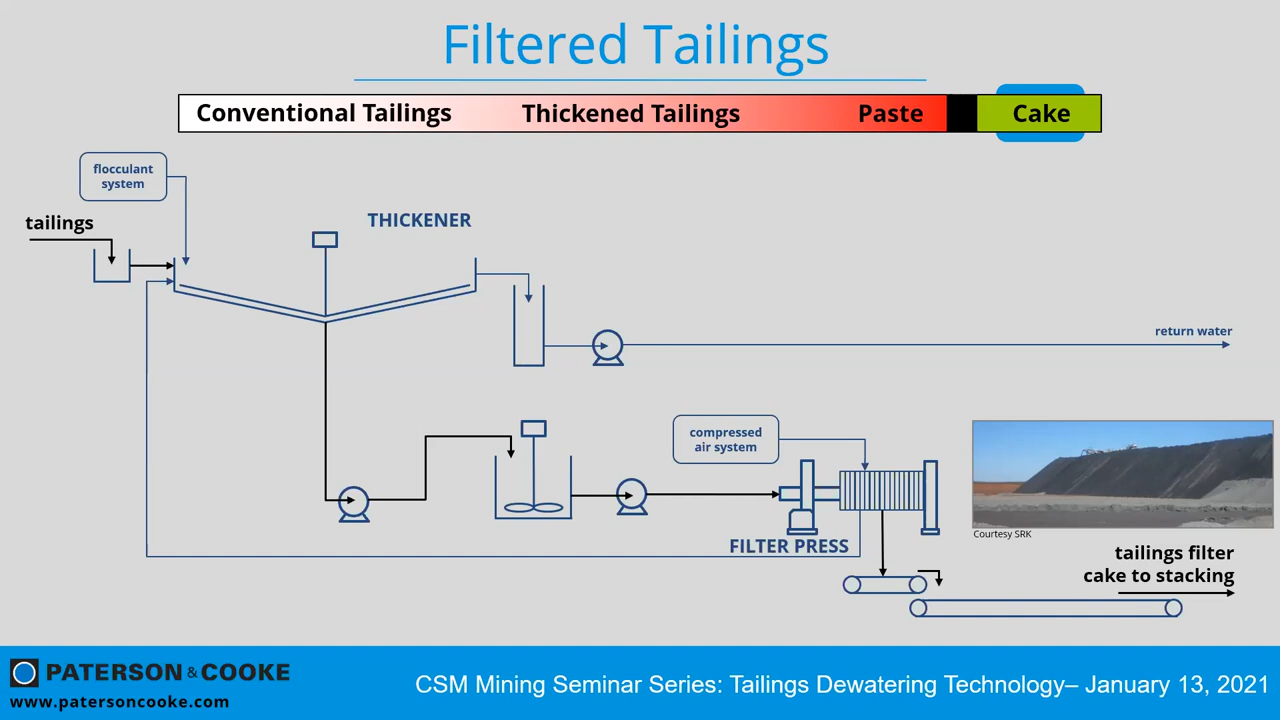 Filtered Tailings
Conventional Tailings Thickened Tailings Paste Cake
flocculant
system
tailings
THICKENER
return water
compressed
air system
FILTER PRESS
Courtesy SRK
tailings filter
cake to stacking
PATERSON & COOKE
www.patersoncooke.com
CSM Mining Seminar Series: Tailings Dewatering Technology– January 13, 2021